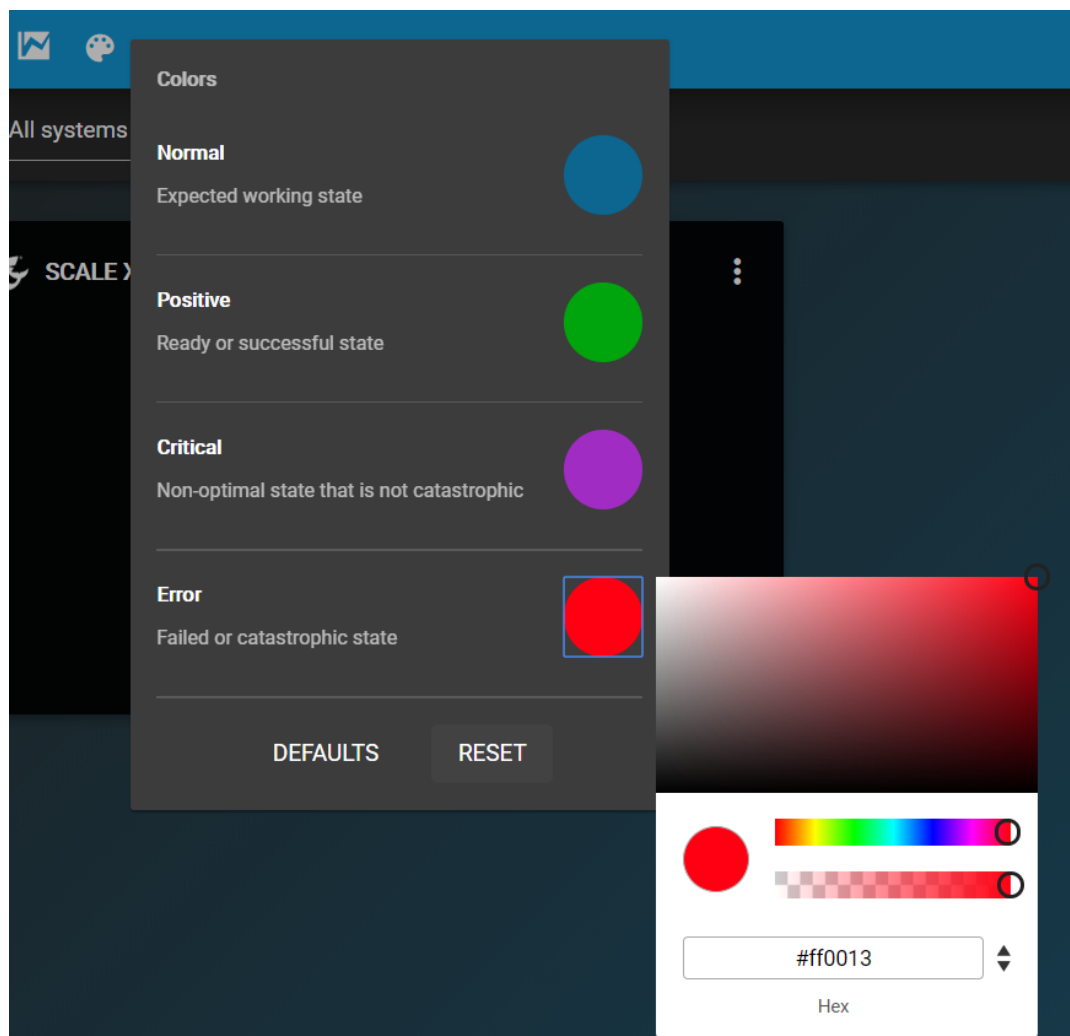 Colors
All systems
Normal
Expected working state
SCALE
Positive
Ready or successful state
Critical
Non-optimal state that is not catastrophic
Error
Failed or catastrophic state
DEFAULTS
RESET
#ff0013
Hex